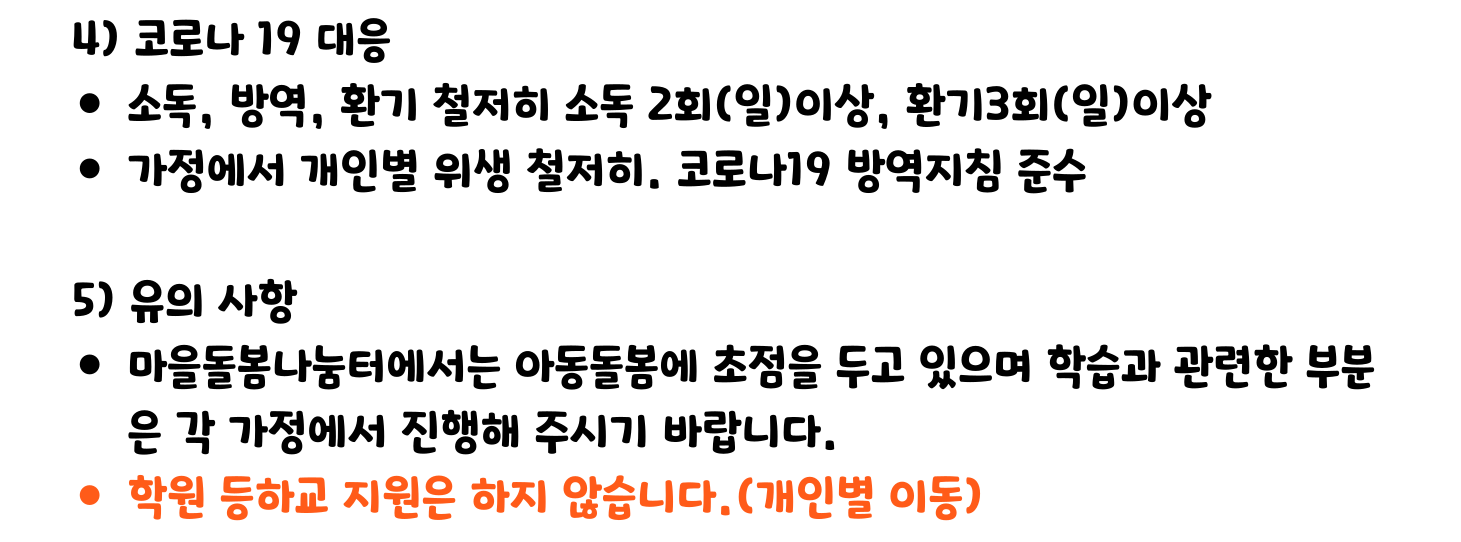 4) 코로나 19 대응
• 소독, 방역, 환기 철저히 소독 2회(일)이상, 환기3회(일)이상
• 가정에서 개인별 위생 철저히. 코로나19 방역지침 준수
5) 유의 사항
• 마을돌봄나눔터에서는 아동돌봄에 초점을 두고 있으며 학습과 관련한 부분
은 각 가정에서 진행해 주시기 바랍니다.
• 학원 등하교 지원은 하지 않습니다.(개인별 이동)